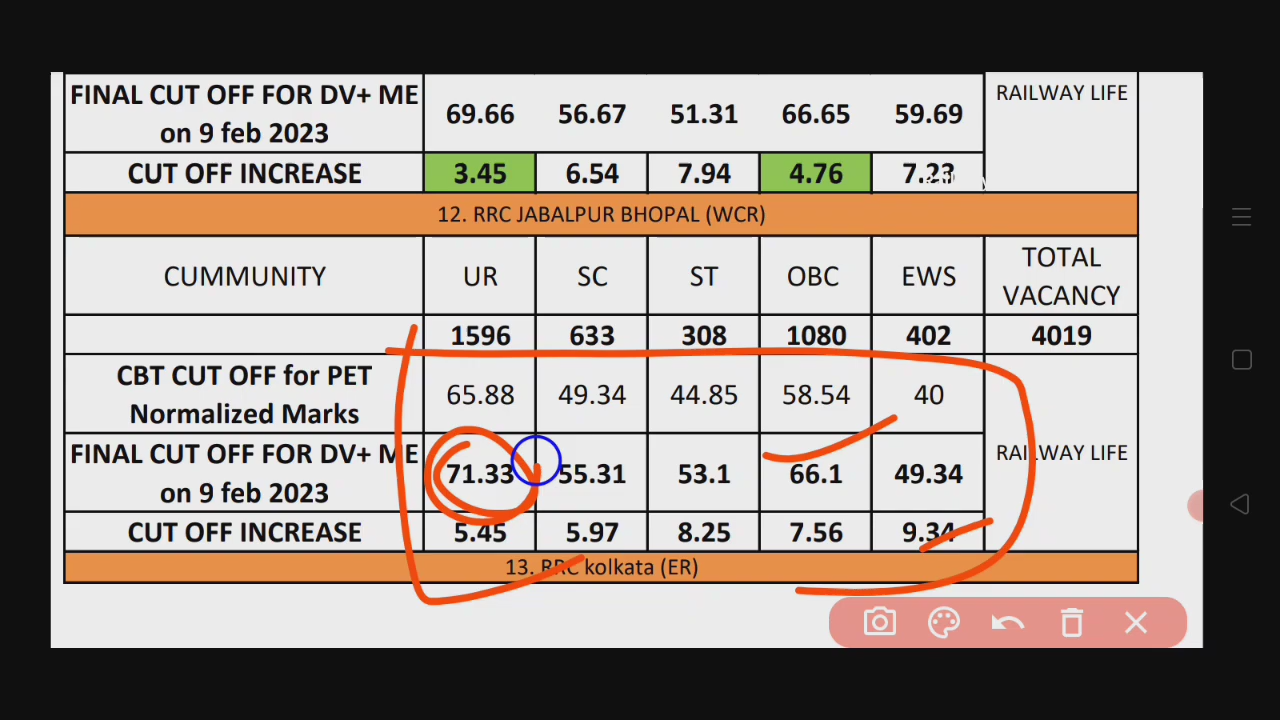 FINAL CUT OFF FOR DV+ ME on 9 feb 2023 69.66 56.67 51.31 66.65 59.69 RAILWAY LIFE
CUT OFF INCREASE 3.45 6.54 7.94 4.76 7.23
12. RRC JABALPUR BHOPAL (WCR)
CUMMUNITY UR SC ST OBC EWS TOTAL VACANCY
1596 633 308 1080 402 4019
CBT CUT OFF for PET Normalized Marks 65.88 49.34 44.85 58.54 40
FINAL CUT OFF FOR DV+ ME on 9 feb 2023 71.33 55.31 53.1 66.1 49.34 RAILWAY LIFE
CUT OFF INCREASE 5.45 5.97 8.25 7.56 9.34
13. RRC kolkata (ER)